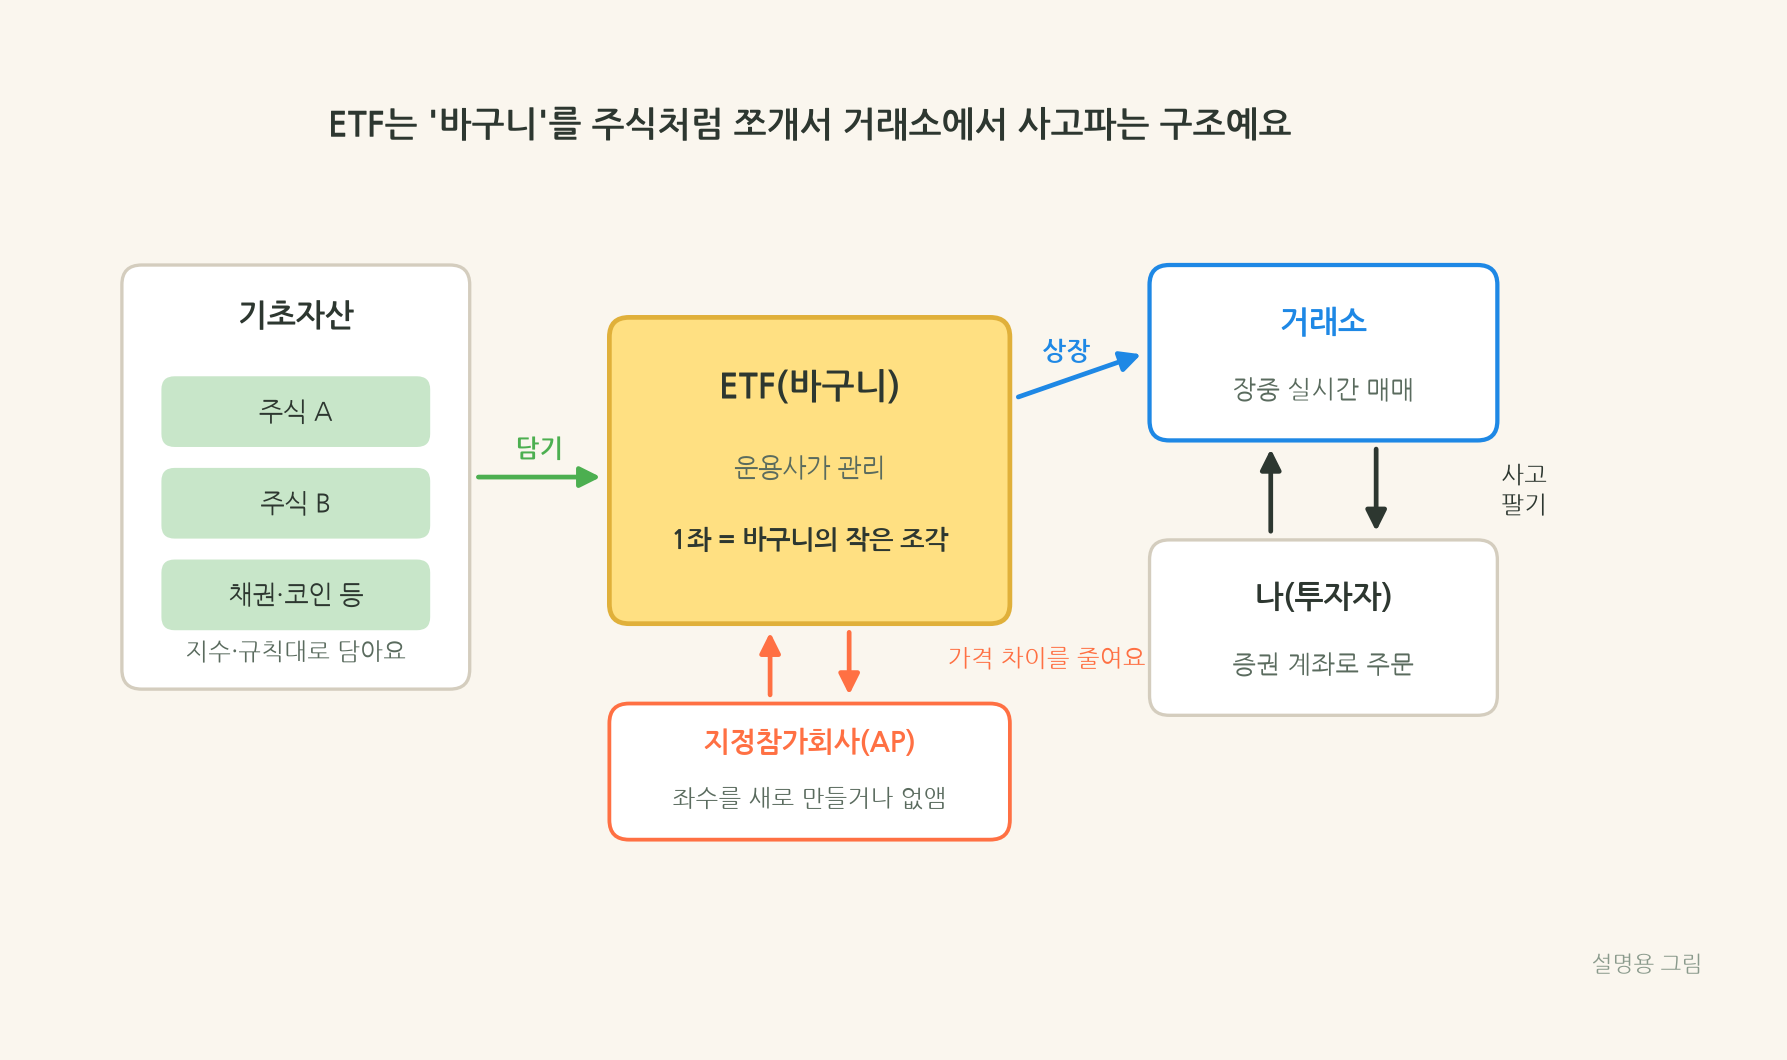 ETF는 '바구니'를 주식처럼 쪼개서 거래소에서 사고파는 구조예요
기초자산
주식 A
주식 B
채권·코인 등
지수·규칙대로 담아요
담기
ETF(바구니)
운용사가 관리
1좌 = 바구니의 작은 조각
상장
거래소
장중 실시간 매매
사고
팔기
나(투자자)
증권 계좌로 주문
가격 차이를 줄여요
지정참가회사(AP)
좌수를 새로 만들거나 없앰
설명용 그림